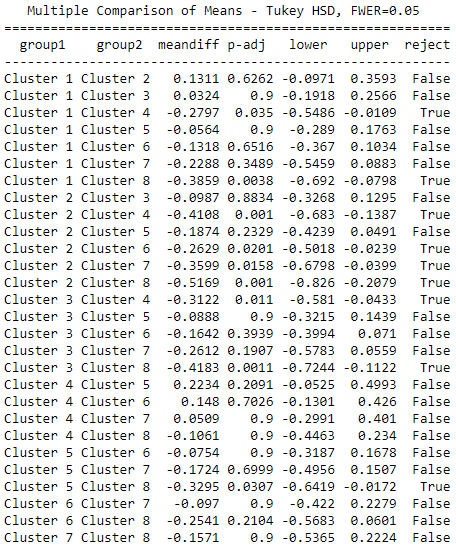 Multiple Comparison of Means - Tukey HSD, FWER=0.05
==========================================================
group1 group2 meandiff p-adj lower upper reject
----------------------------------------------------------
Cluster 1 Cluster 2 0.1311 0.6262 -0.0971 0.3593 False
Cluster 1 Cluster 3 0.0324 0.9 -0.1918 0.2566 False
Cluster 1 Cluster 4 -0.2797 0.035 -0.5486 -0.0109 True
Cluster 1 Cluster 5 -0.0564 0.9 -0.289 0.1763 False
Cluster 1 Cluster 6 -0.1318 0.6516 -0.367 0.1034 False
Cluster 1 Cluster 7 -0.2288 0.3489 -0.5459 0.0883 False
Cluster 1 Cluster 8 -0.3859 0.0038 -0.692 -0.0798 True
Cluster 2 Cluster 3 -0.0987 0.8834 -0.3268 0.1295 False
Cluster 2 Cluster 4 -0.4108 0.001 -0.683 -0.1387 True
Cluster 2 Cluster 5 -0.1874 0.2329 -0.4239 0.0491 False
Cluster 2 Cluster 6 -0.2629 0.0201 -0.5018 -0.0239 True
Cluster 2 Cluster 7 -0.3599 0.0158 -0.6798 -0.0399 True
Cluster 2 Cluster 8 -0.5169 0.001 -0.826 -0.2079 True
Cluster 3 Cluster 4 -0.3122 0.011 -0.581 -0.0433 True
Cluster 3 Cluster 5 -0.0888 0.9 -0.3215 0.1439 False
Cluster 3 Cluster 6 -0.1642 0.3939 -0.3994 0.071 False
Cluster 3 Cluster 7 -0.2612 0.1907 -0.5783 0.0559 False
Cluster 3 Cluster 8 -0.4183 0.0011 -0.7244 -0.1122 True
Cluster 4 Cluster 5 0.2234 0.2091 -0.0525 0.4993 False
Cluster 4 Cluster 6 0.148 0.7026 -0.1301 0.426 False
Cluster 4 Cluster 7 0.0509 0.9 -0.2991 0.401 False
Cluster 4 Cluster 8 -0.1061 0.9 -0.4463 0.234 False
Cluster 5 Cluster 6 -0.0754 0.9 -0.3187 0.1678 False
Cluster 5 Cluster 7 -0.1724 0.6999 -0.4956 0.1507 False
Cluster 5 Cluster 8 -0.3295 0.0307 -0.6419 -0.0172 True
Cluster 6 Cluster 7 -0.097 0.9 -0.422 0.2279 False
Cluster 6 Cluster 8 -0.2541 0.2104 -0.5683 0.0601 False
Cluster 7 Cluster 8 -0.1571 0.9 -0.5365 0.2224 False